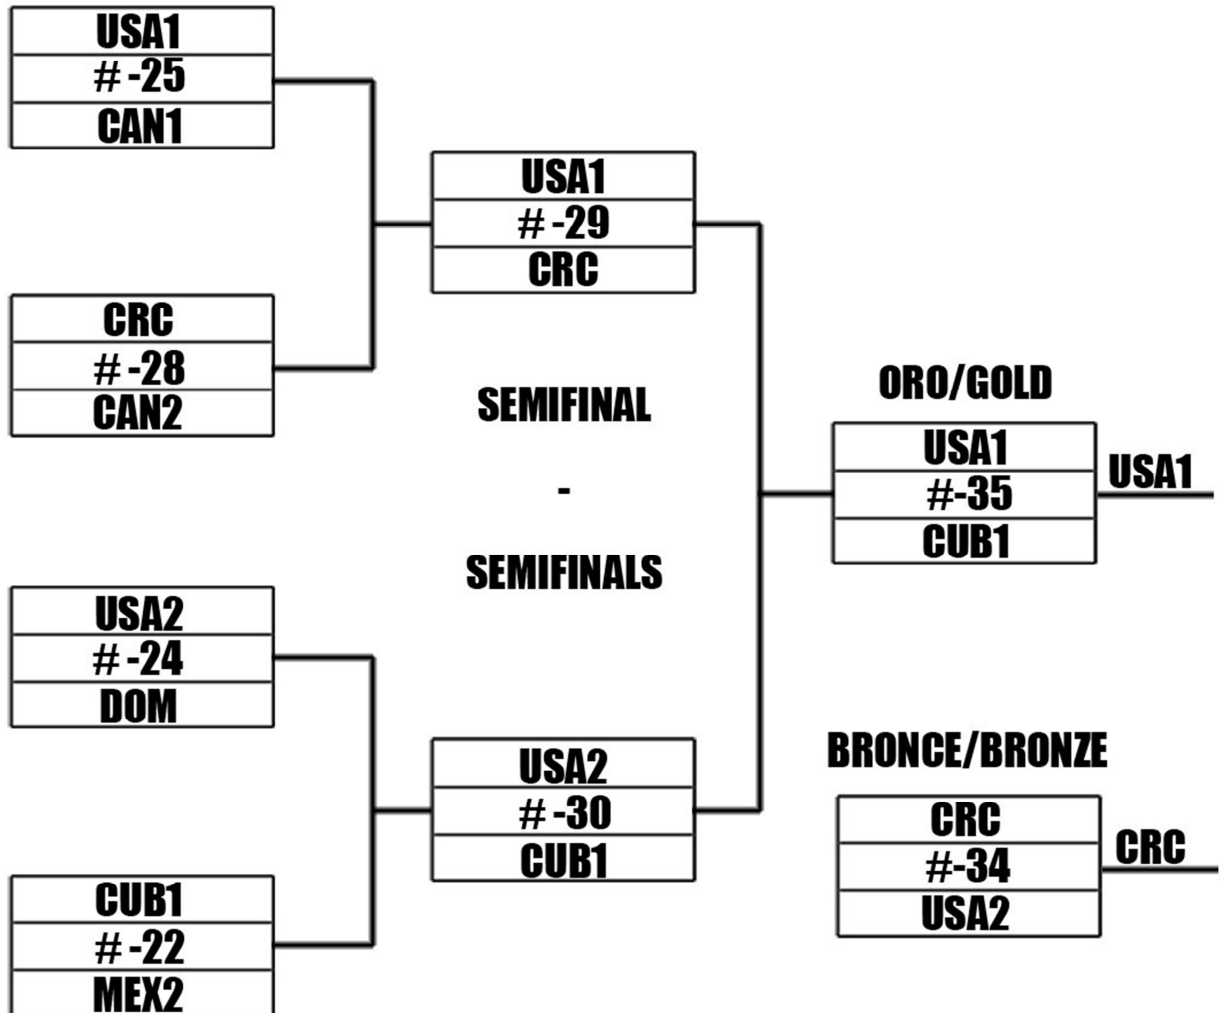 USA1
# -25
CAN1
CRC
# -28
CAN2
USA2
# -24
DOM
CUB1
# -22
MEX2
USA1
# -29
CRC
SEMIFINAL
-
SEMIFINALS
USA2
# -30
CUB1
ORO/GOLD
USA1
#-35
CUB1
USA1
BRONCE/BRONZE
CRC
#-34
USA2
CRC